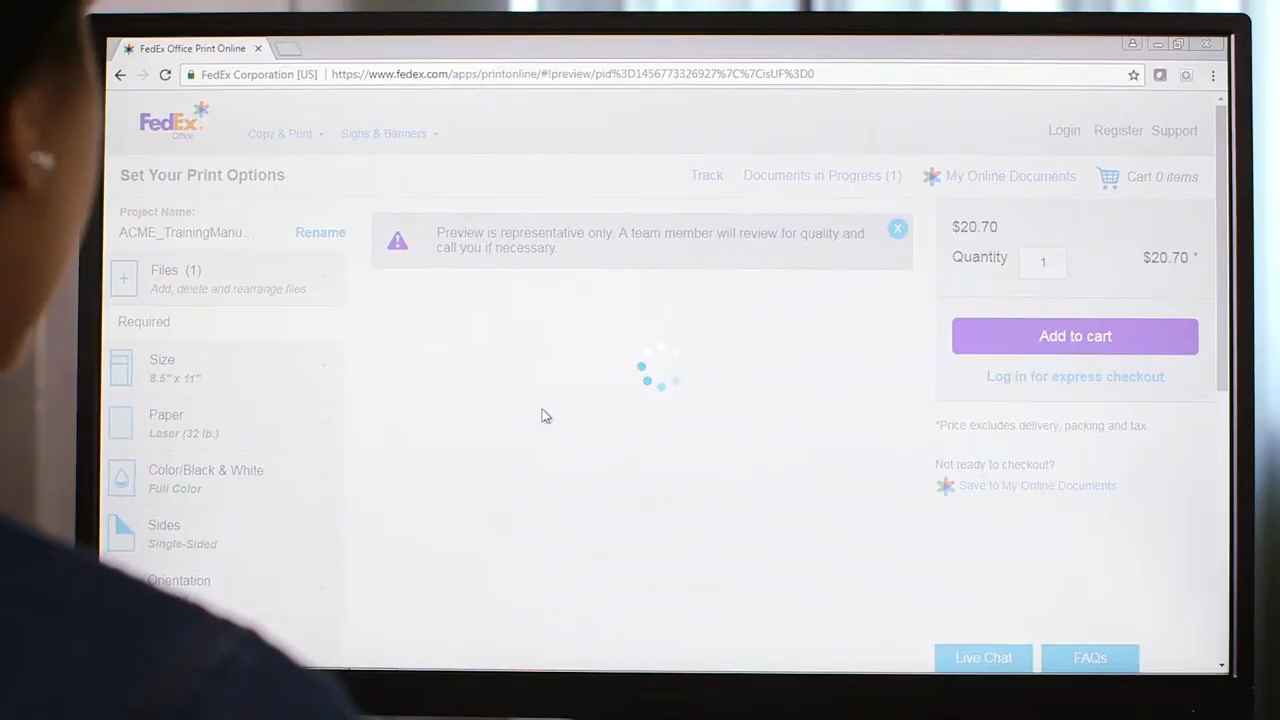 FedEx Office Print Online
FedEx Corporation [US]
https://www.fedex.com/apps/printonline/#!preview/pid%3D1456773326927%7C%7CisUF%3D0
FedEx
Office
Copy & Print
Signs & Banners
Login
Register
Support
Set Your Print Options
Track
Documents in Progress (1)
My Online Documents
Cart 0 items
Project Name:
ACME_TrainingManu...
Rename
Files (1)
Add, delete and rearrange files
Required
Size
8.5" x 11"
Paper
Laser (32 lb.)
Color/Black & White
Full Color
Sides
Single-Sided
Orientation
Preview is representative only. A team member will review for quality and
call you if necessary.
X
$20.70
Quantity
1
$20.70 *
Add to cart
Log in for express checkout
*Price excludes delivery, packing and tax.
Not ready to checkout?
Save to My Online Documents
Live Chat
FAQs